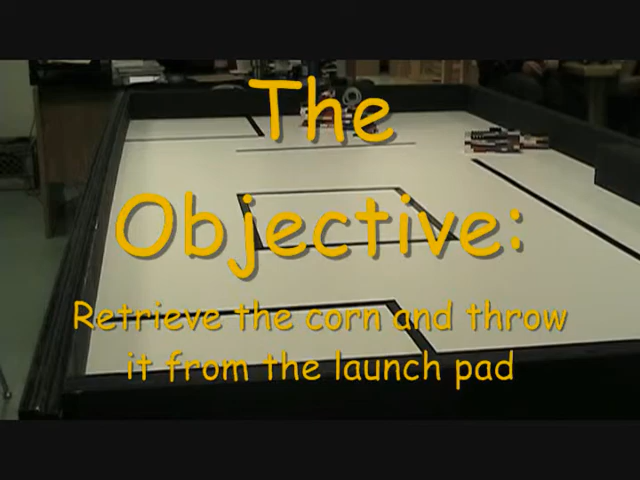 The
Objective:
Retrieve the corn and throw
it from the launch pad